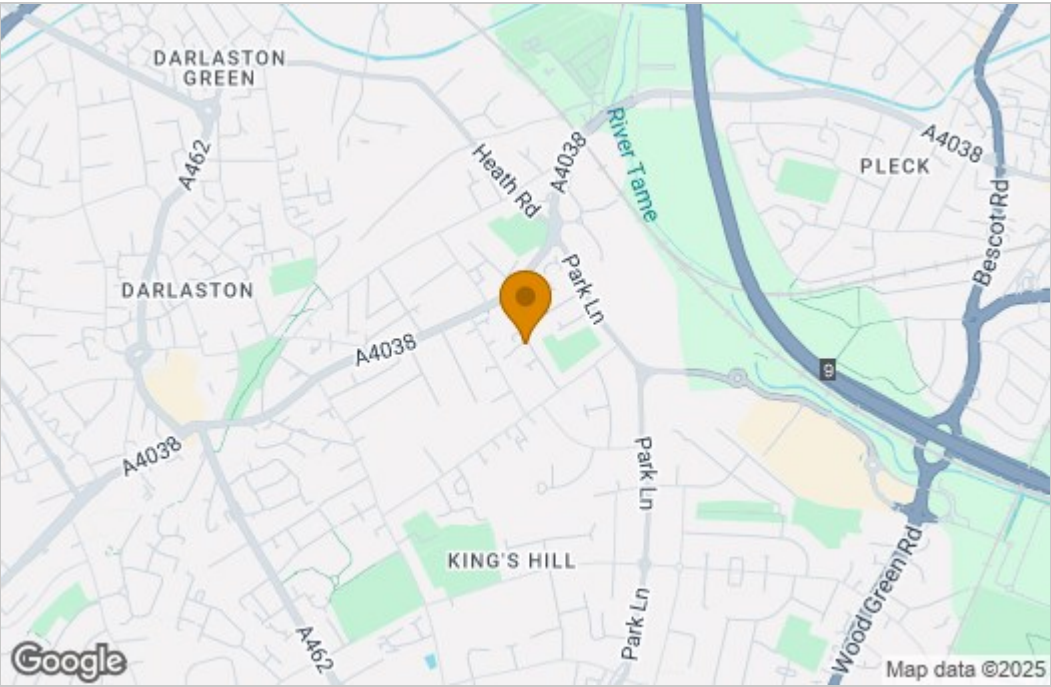 DARLASTON
GREEN
A462
Heath Rd
A4038
River Tame
A4038
PLECK
Bescot Rd
DARLASTON
Park Ln
A4038
9
A4038
Park Ln
KING'S HILL
Wood Green Rd
Park Ln
A462
Google
Map data ©2025